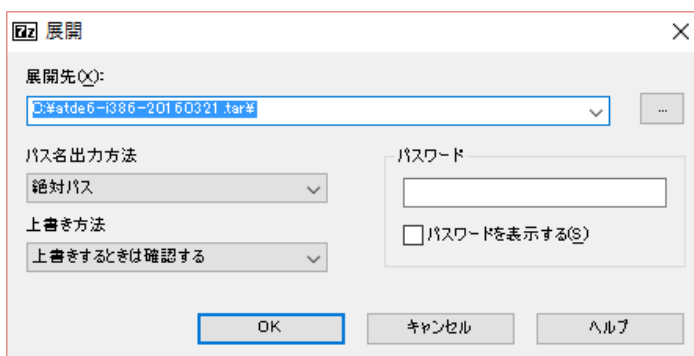 7z 展開
展開先(X):
C:¥atde6-i386-20160321.tar¥
...
パス名出力方法
絶対パス
上書き方法
上書きするときは確認する
パスワード
パスワードを表示する(S)
OK
キャンセル
ヘルプ